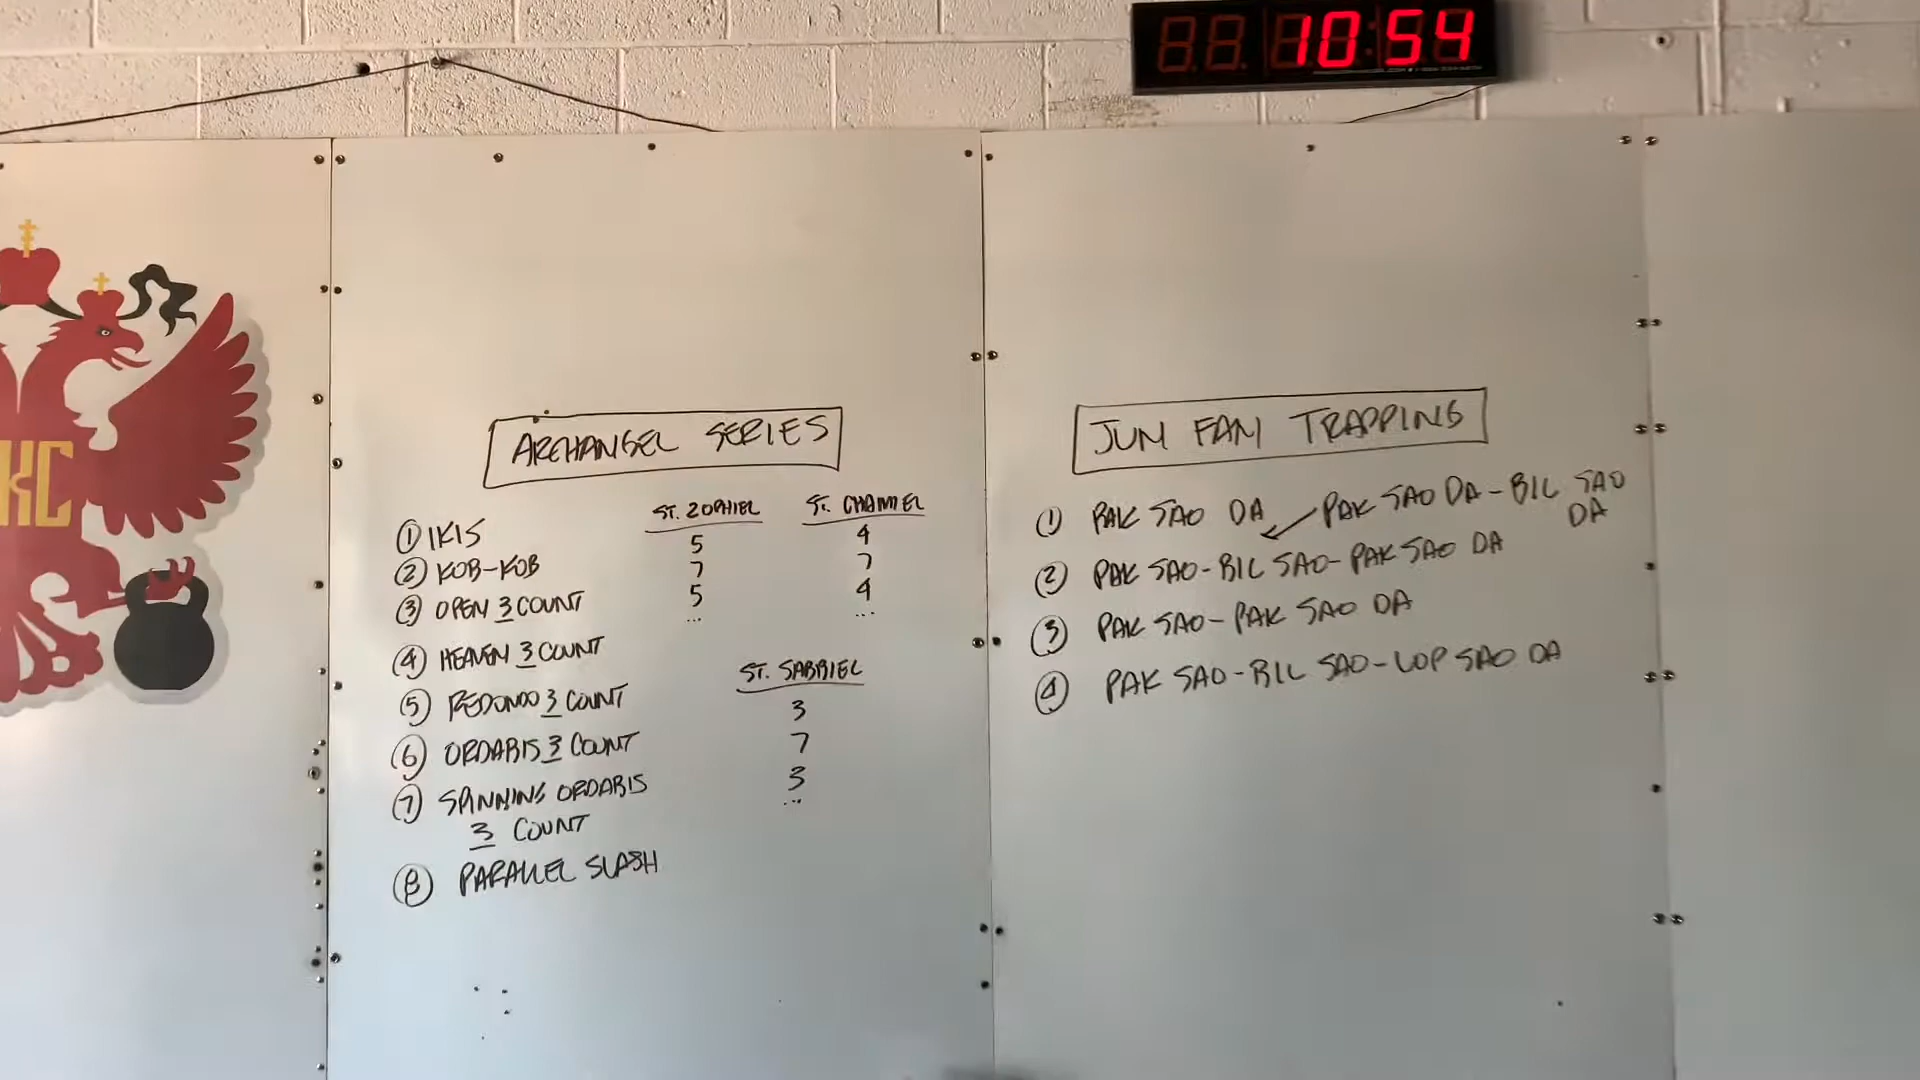 10:54
KC
ARCHANGEL SERIES
① IKIS
② KOB-KOB
③ OPEN 3 COUNT
④ HEAVEN 3 COUNT
⑤ REDONDO 3 COUNT
⑥ ORDABIS 3 COUNT
⑦ SPINNING ORDABIS
3 COUNT
⑧ PARALLEL SLASH
ST. ZOPHIEL
5
7
5
...
ST. CHAMUEL
4
7
4
...
ST. GABRIEL
3
7
3
...
JUN FAN TRAPPING
① PAK SAO DA
PAK SAO DA-BIL SAO
DA
② PAK SAO-BIL SAO-PAK SAO DA
③ PAK SAO-PAK SAO DA
④ PAK SAO-BIL SAO-LOP SAO DA